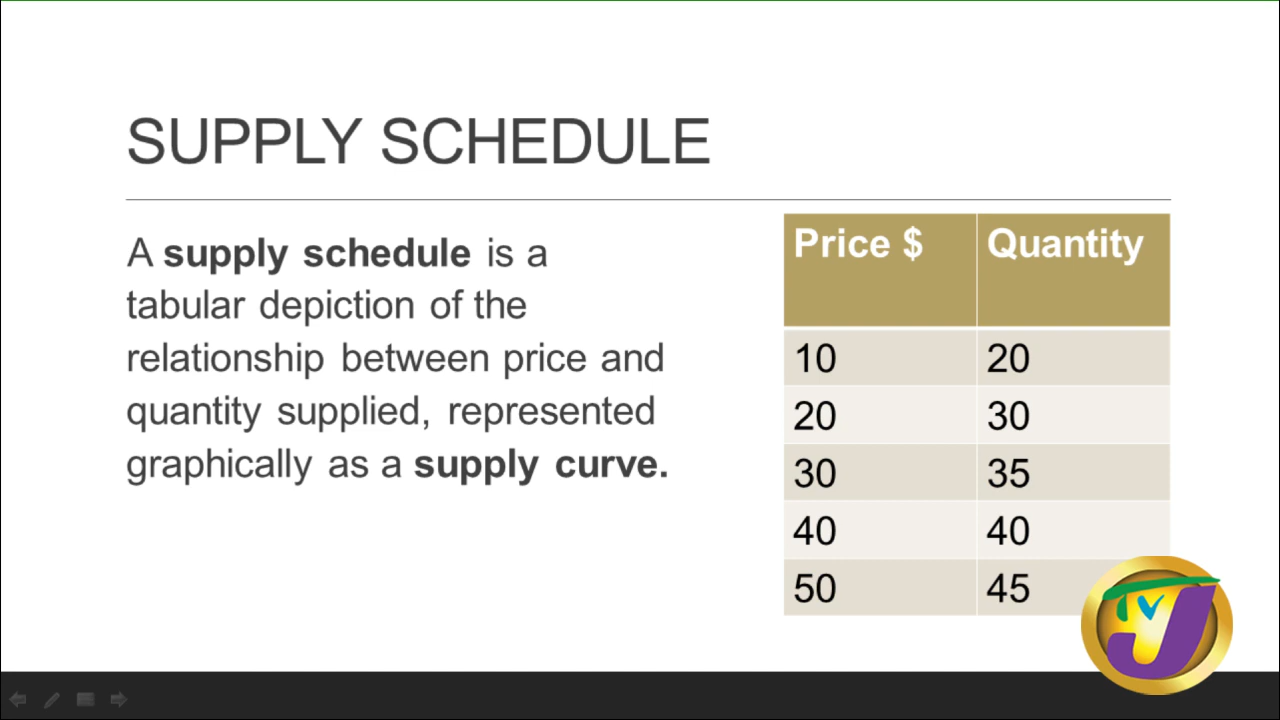 SUPPLY SCHEDULE
A supply schedule is a
tabular depiction of the
relationship between price and
quantity supplied, represented
graphically as a supply curve.
Price $ Quantity
10 20
20 30
30 35
40 40
50 45
TVJ